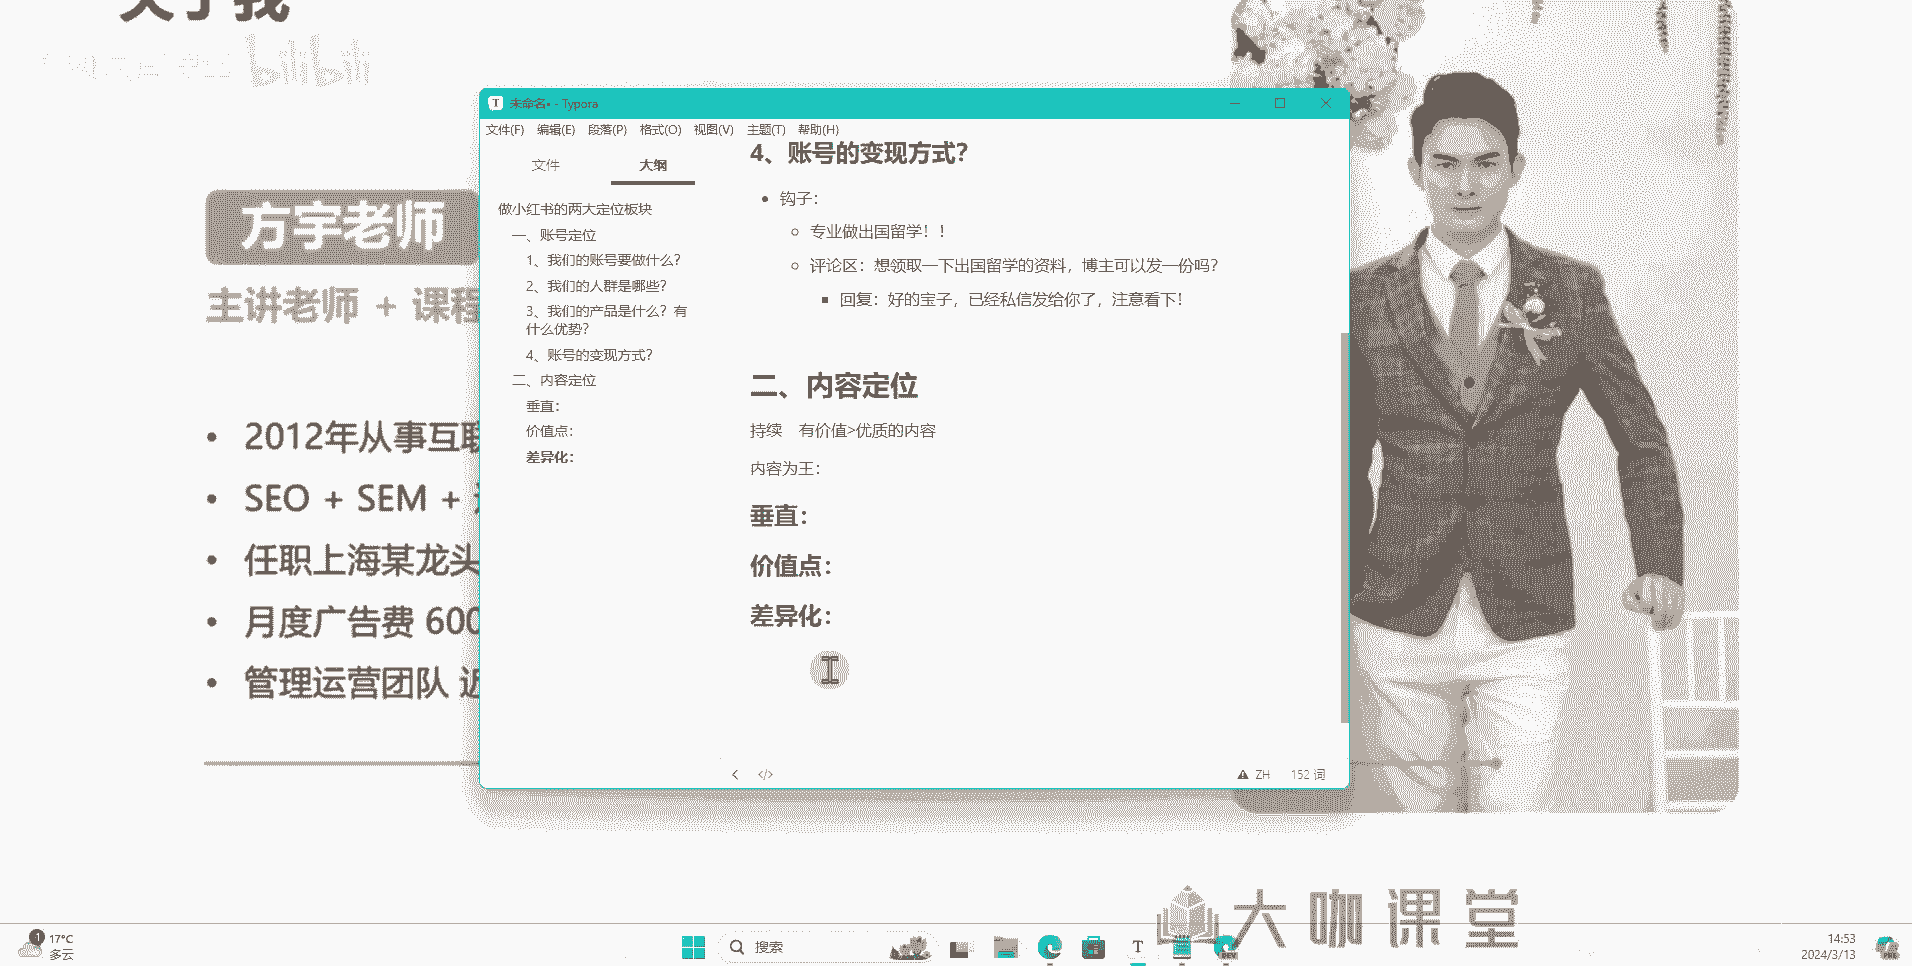 关于我
bilibili
方宇老师
主讲老师 + 课程
2012年从事互联
SEO + SEM +
任职上海某龙头
月度广告费 600
管理运营团队 近
未命名• - Typora
文件(F) 编辑(E) 段落(P) 格式(O) 视图(V) 主题(T) 帮助(H)
文件 大纲
做小红书的两大定位板块
一、账号定位
1、我们的账号要做什么?
2、我们的人群是哪些?
3、我们的产品是什么？有
什么优势?
4、账号的变现方式?
二、内容定位
垂直：
价值点：
差异化：
4、账号的变现方式?
钩子：
专业做出国留学！！
评论区：想领取一下出国留学的资料，博主可以发一份吗?
回复：好的宝子，已经私信发给你了，注意看下!
二、内容定位
持续 有价值>优质的内容
内容为王：
垂直：
价值点：
差异化：
</> ZH 152 词
大咖课堂
1 17°C
多云
搜索
T
DEV
14:53
2024/3/13
PRE